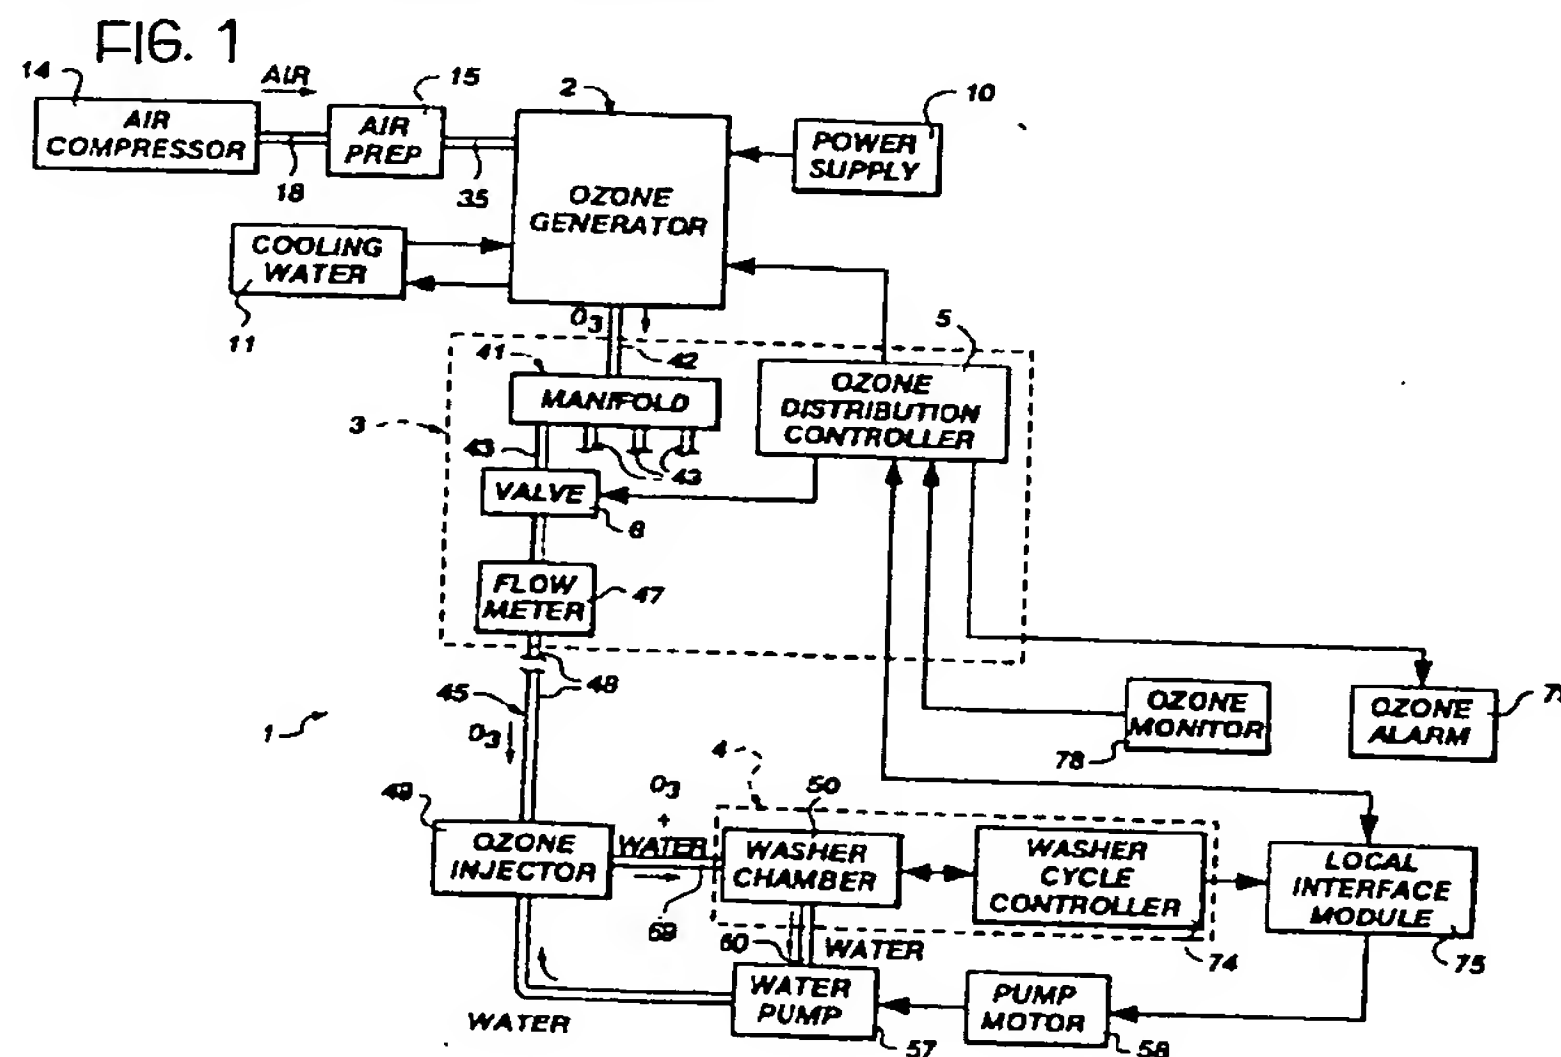 FIG. 1
14
AIR
15
2
10
AIR
COMPRESSOR
AIR
PREP
POWER
SUPPLY
18
35
OZONE
GENERATOR
COOLING
WATER
11
O3
42
5
41
MANIFOLD
OZONE
DISTRIBUTION
CONTROLLER
3
43
43
VALVE
6
FLOW
METER
47
48
45
1
O3
OZONE
MONITOR
78
OZONE
ALARM
49
O3
+
WATER
4
50
OZONE
INJECTOR
69
WASHER
CHAMBER
WASHER
CYCLE
CONTROLLER
74
LOCAL
INTERFACE
MODULE
75
60
WATER
WATER
PUMP
57
PUMP
MOTOR
58
WATER